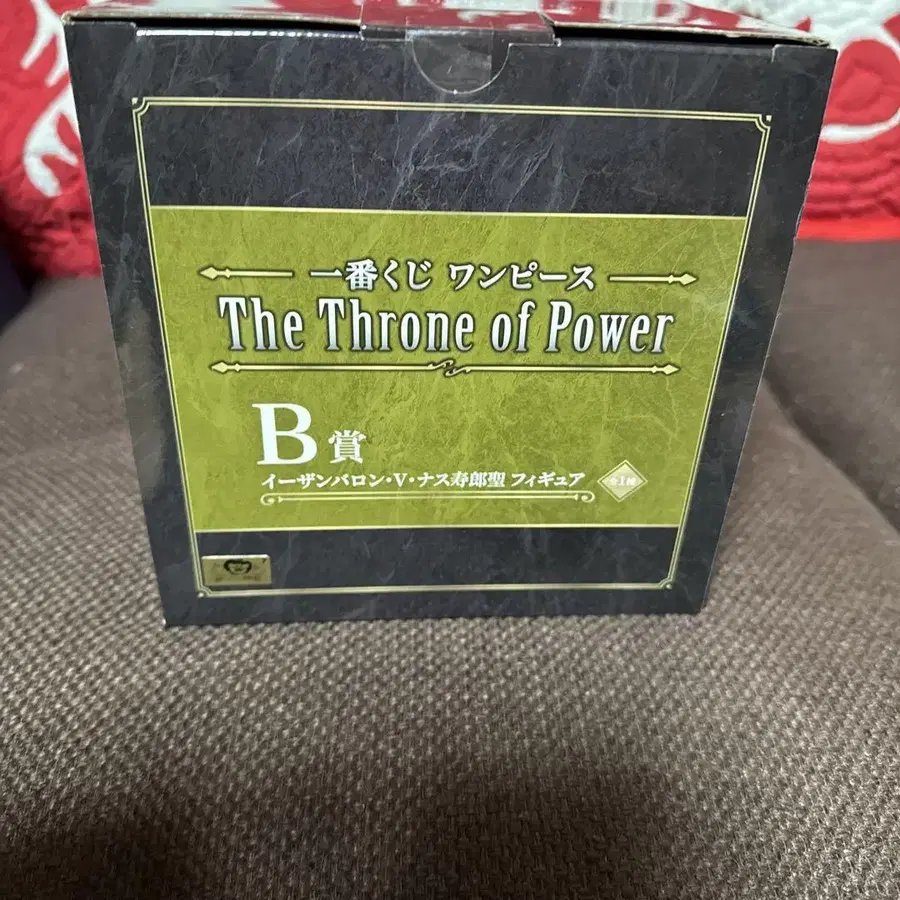 一番くじ ワンピース
The Throne of Power
B賞
イーザンバロン・V・ナス寿郎聖 フィギュア
全1種